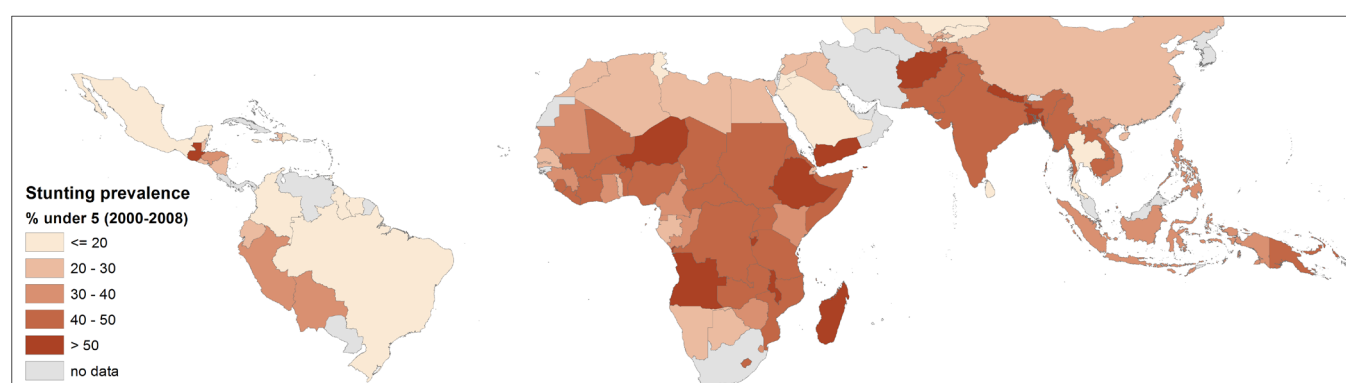 Stunting prevalence
% under 5 (2000-2008)
<= 20
20 - 30
30 - 40
40 - 50
> 50
no data